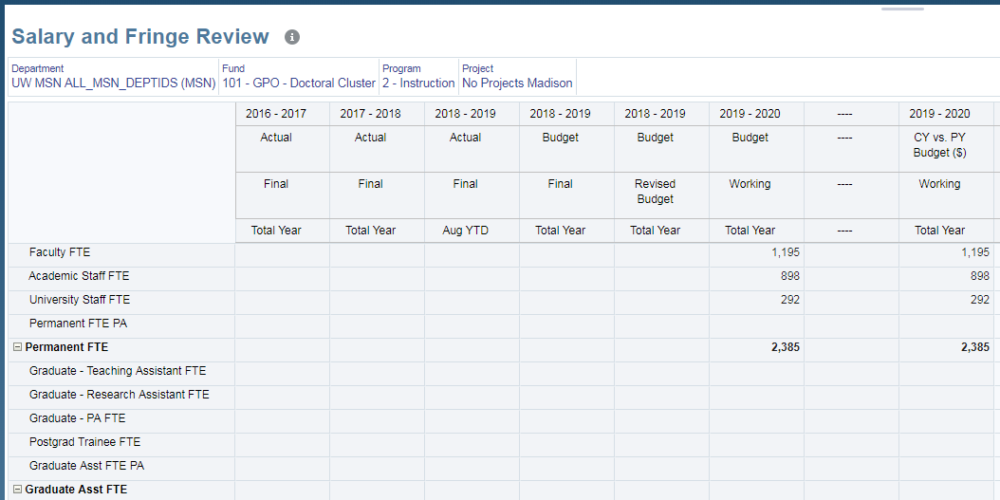 Salary and Fringe Review
Department Fund Program Project
UW MSN ALL_MSN_DEPTIDS (MSN) 101 - GPO - Doctoral Cluster 2 - Instruction No Projects Madison
2016 - 2017 2017 - 2018 2018 - 2019 2018 - 2019 2018 - 2019 2019 - 2020 ---- 2019 - 2020
Actual Actual Actual Budget Budget Budget ---- CY vs. PY
Budget ($)
Final Final Final Final Revised Working ---- Working
Budget
Total Year Total Year Aug YTD Total Year Total Year Total Year ---- Total Year
Faculty FTE 1,195 1,195
Academic Staff FTE 898 898
University Staff FTE 292 292
Permanent FTE PA
Permanent FTE 2,385 2,385
Graduate - Teaching Assistant FTE
Graduate - Research Assistant FTE
Graduate - PA FTE
Postgrad Trainee FTE
Graduate Asst FTE PA
Graduate Asst FTE